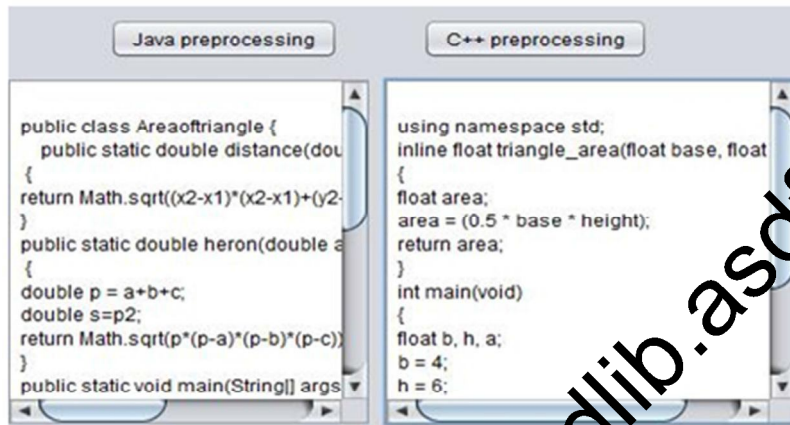 Java preprocessing
C++ preprocessing
public class Areaoftriangle {
public static double distance(dou
{
return Math.sqrt((x2-x1)*(x2-x1)+(y2-
}
public static double heron(double a
{
double p = a+b+c;
double s=p2;
return Math.sqrt(p*(p-a)*(p-b)*(p-c))
}
public static void main(String[] args
using namespace std;
inline float triangle_area(float base, float
{
float area;
area = (0.5 * base * height);
return area;
}
int main(void)
{
float b, h, a;
b = 4;
h = 6;
dlib.asd